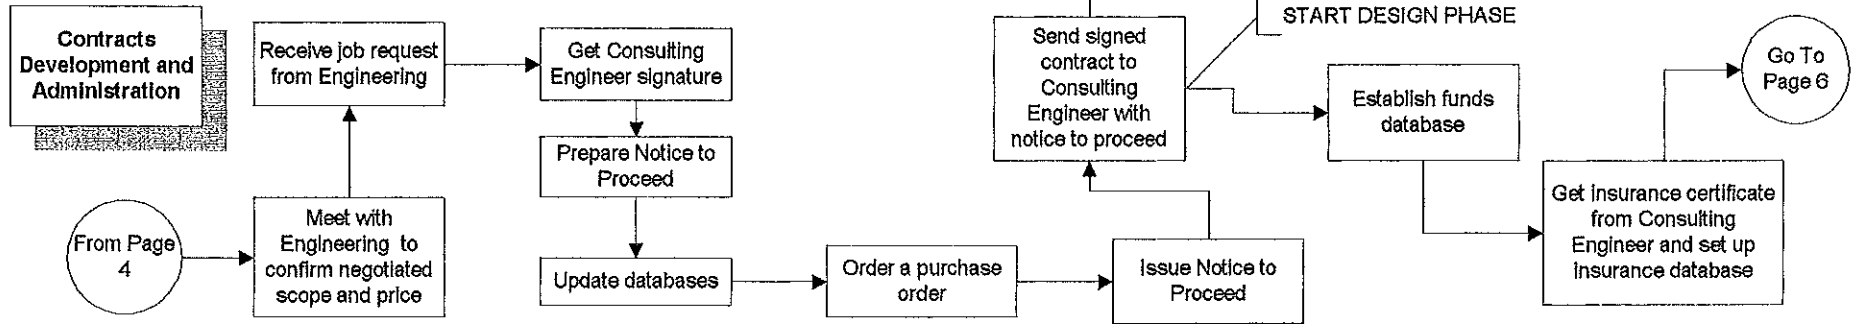 Contracts
Development and
Administration
From Page
4
Meet with
Engineering to
confirm negotiated
scope and price
Receive job request
from Engineering
Get Consulting
Engineer signature
Prepare Notice to
Proceed
Update databases
Order a purchase
order
Issue Notice to
Proceed
Send signed
contract to
Consulting
Engineer with
notice to proceed
START DESIGN PHASE
Establish funds
database
Get insurance certificate
from Consulting
Engineer and set up
insurance database
Go To
Page 6